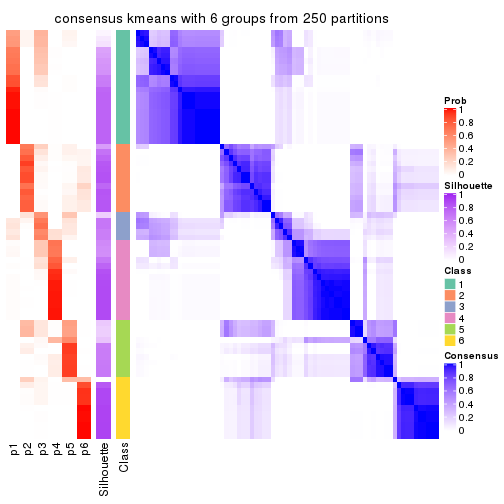 consensus kmeans with 6 groups from 250 partitions
Prob
1
0.8
0.6
0.4
0.2
0
Silhouette
1
0.8
0.6
0.4
0.2
0
Class
1
2
3
4
5
6
Consensus
1
0.8
0.6
0.4
0.2
0
p1
p2
p3
p4
p5
p6
Silhouette
Class